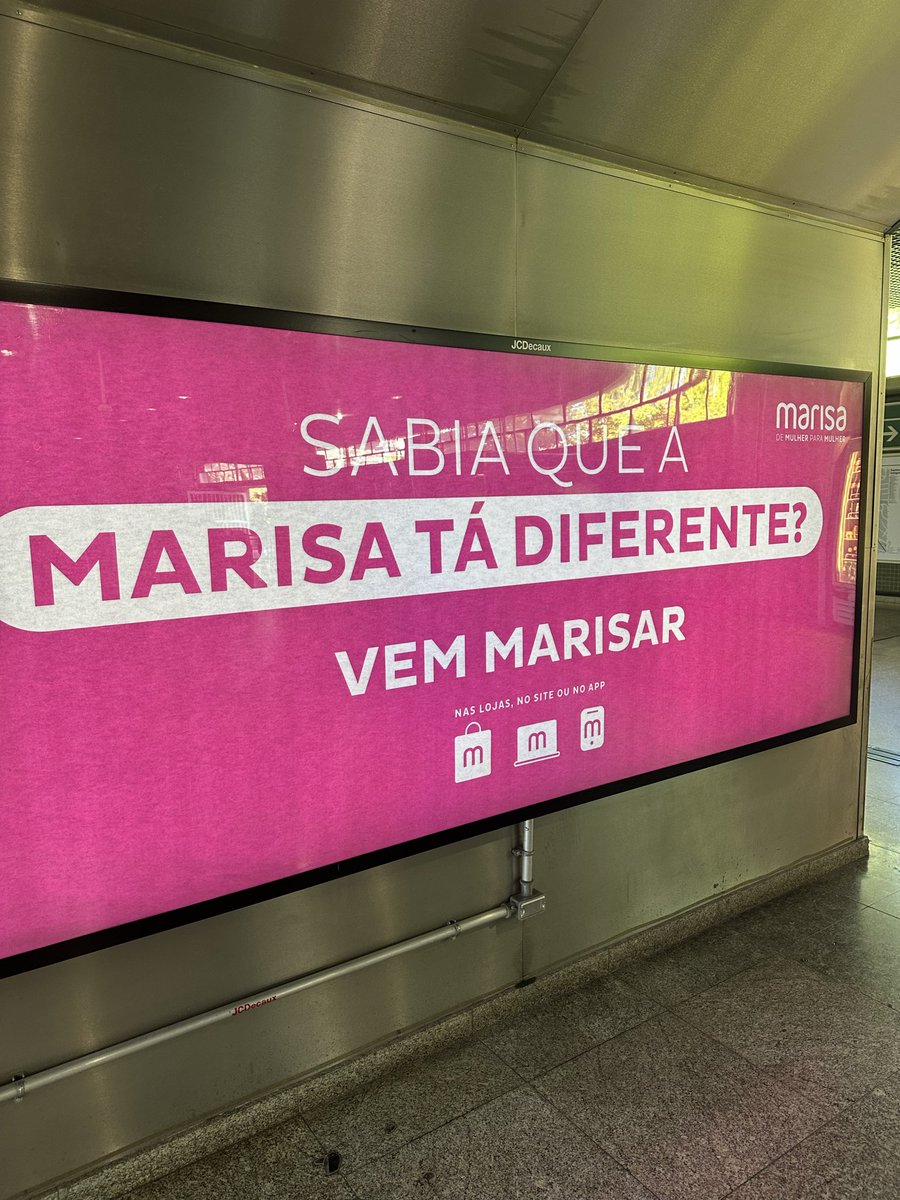 JCDecaux
marisa
DE MULHER PARA MULHER
SABIA QUE A
MARISA TÁ DIFERENTE?
VEM MARISAR
NAS LOJAS, NO SITE OU NO APP
m m m
JCDecaux